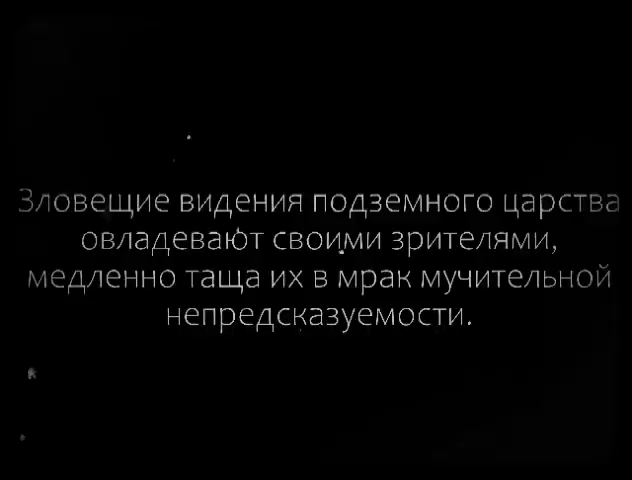 Зловещие видения подземного царства
овладевают своими зрителями,
медленно таща их в мрак мучительной
непредсказуемости.